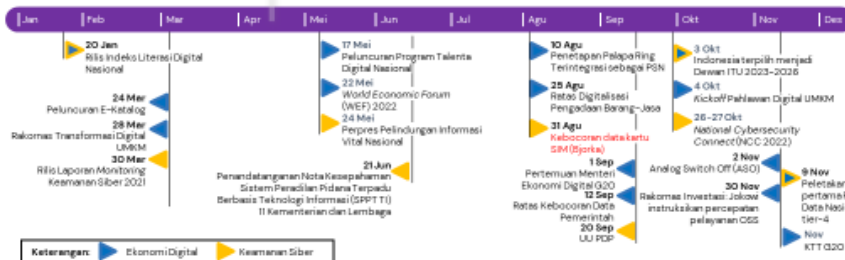 Jan Feb Mar Apr Mei Jun Jul Agu Sep Okt Nov Des
20 Jan
Rilis Indeks Literasi Digital
Nasional
24 Mar
Peluncuran E-Katalog
28 Mar
Rakornas Transformasi Digital
UMKM
30 Mar
Rilis Laporan Monitoring
Keamanan Siber 2021
17 Mei
Peluncuran Program Talenta
Digital Nasional
22 Mei
World Economic Forum
(WEF) 2022
24 Mei
Perpres Pelindungan Informasi
Vital Nasional
21 Jun
Penandatanganan Nota Kesepahaman
Sistem Peradilan Pidana Terpadu
Berbasis Teknologi Informasi (SPPT TI)
11 Kementerian dan Lembaga
10 Agu
Penetapan Palapa Ring
Terintegrasi sebagai PSN
25 Agu
Ratas Digitalisasi
Pengadaan Barang-Jasa
31 Agu
Kebocoran data kartu
SIM (Bjorka)
1 Sep
Pertemuan Menteri
Ekonomi Digital G20
12 Sep
Ratas Kebocoran Data
Pemerintah
20 Sep
UU PDP
3 Okt
Indonesia terpilih menjadi
Dewan ITU 2023-2026
4 Okt
Kickoff Pahlawan Digital UMKM
26-27 Okt
National Cybersecurity
Connect (NCC 2022)
2 Nov
Analog Switch Off (ASO)
30 Nov
Rakornas Investasi: Jokowi
instruksikan percepatan
pelayanan OSS
9 Nov
Peletakan
pertama
Data Nasi
tier-4
Nov
KTT G20
Keterangan: Ekonomi Digital Keamanan Siber